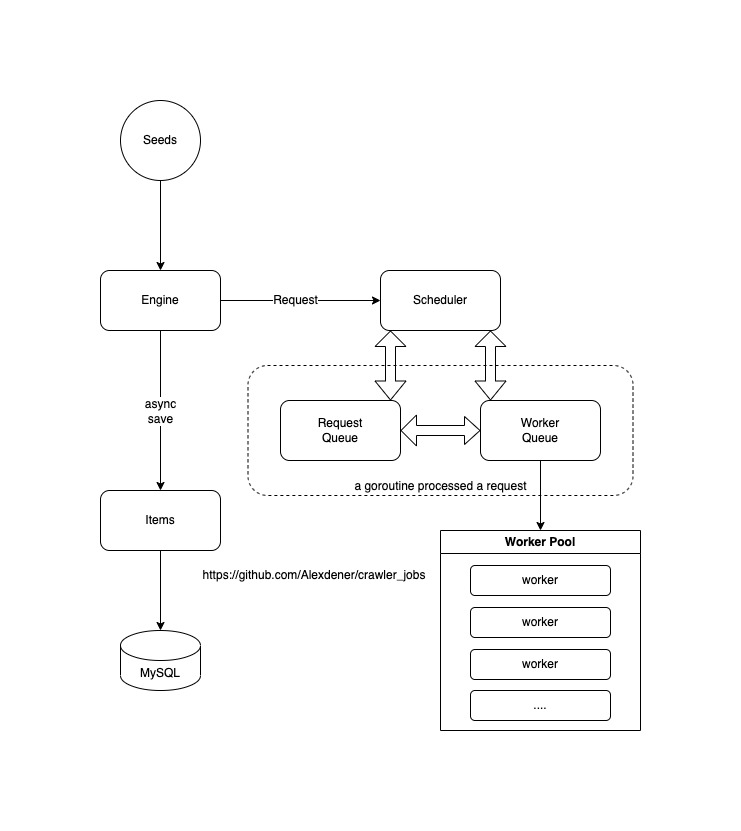 Seeds
Engine
Request
Scheduler
async
save
Request
Queue
Worker
Queue
a goroutine processed a request
Items
Worker Pool
https://github.com/Alexdener/crawler_jobs
worker
worker
worker
....
MySQL